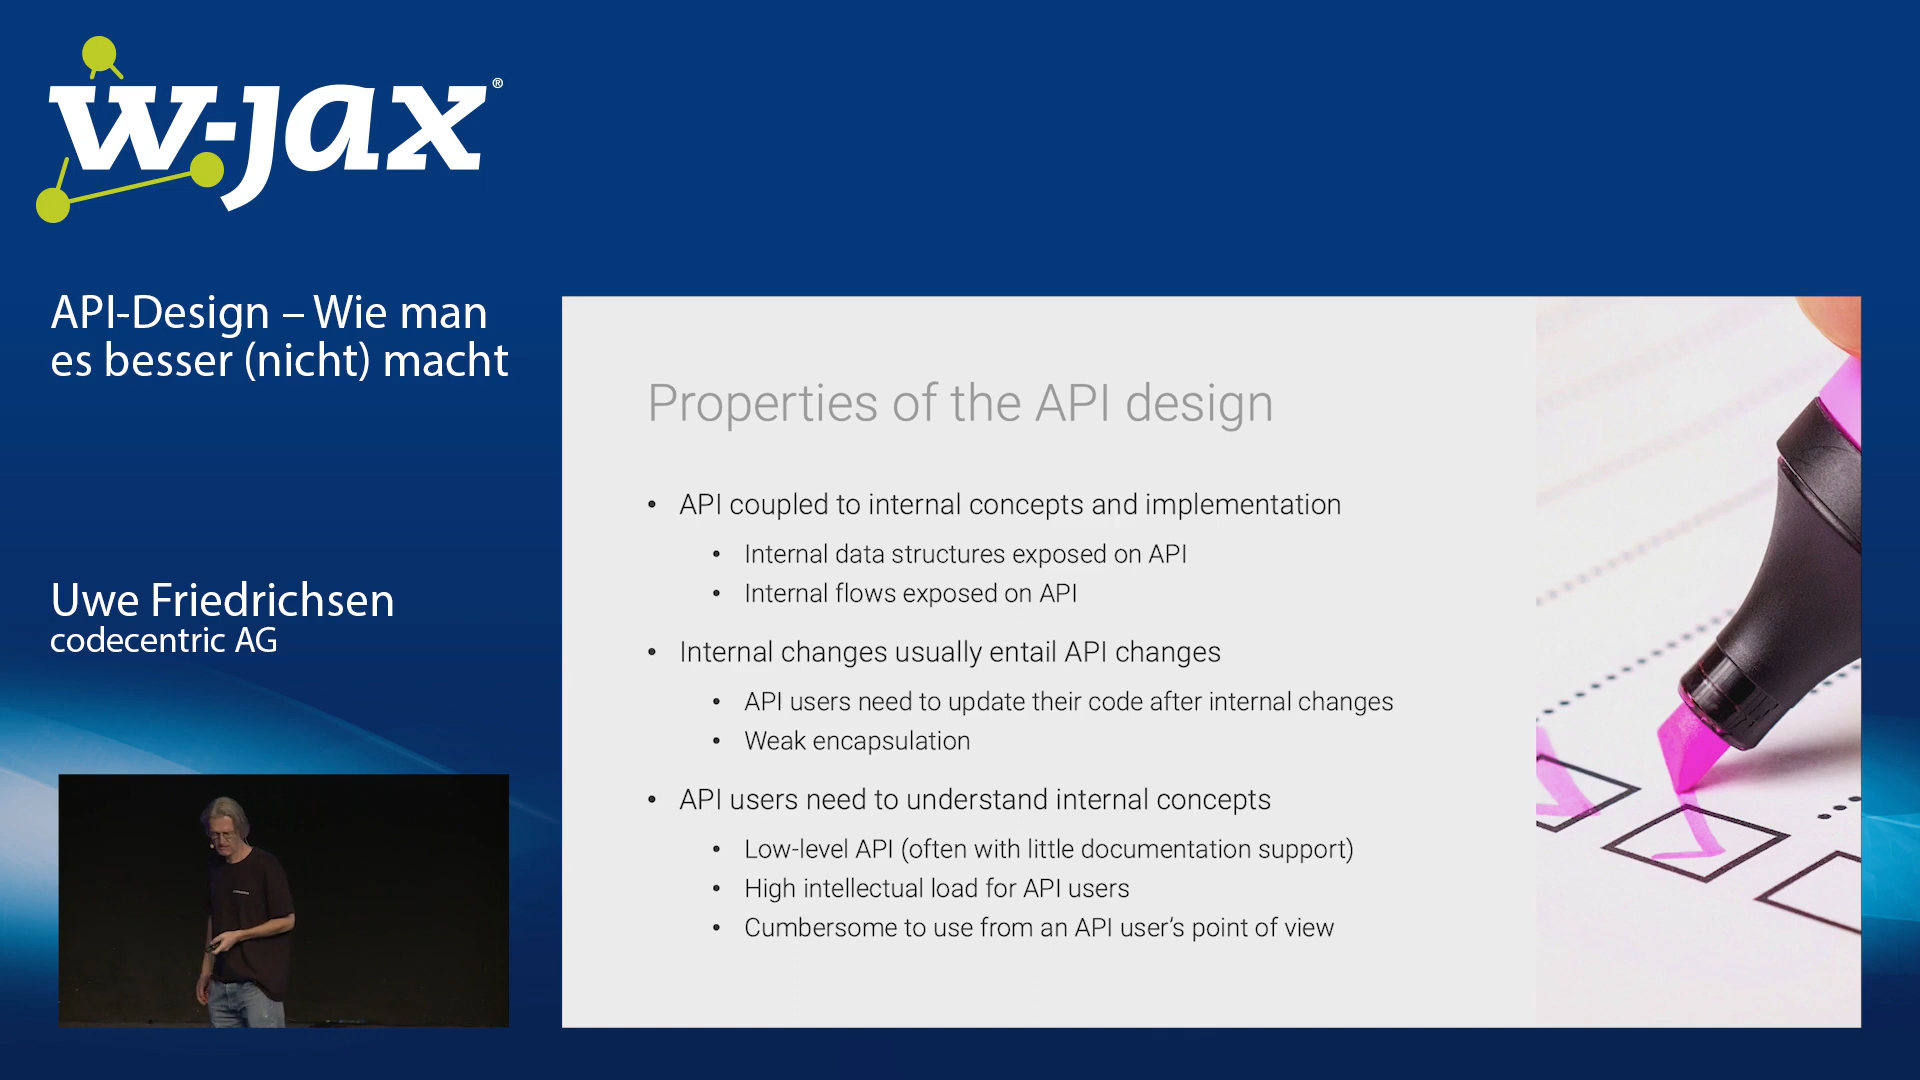 w-jax®
API-Design – Wie man
es besser (nicht) macht
Uwe Friedrichsen
codecentric AG
Properties of the API design
• API coupled to internal concepts and implementation
• Internal data structures exposed on API
• Internal flows exposed on API
• Internal changes usually entail API changes
• API users need to update their code after internal changes
• Weak encapsulation
• API users need to understand internal concepts
• Low-level API (often with little documentation support)
• High intellectual load for API users
• Cumbersome to use from an API user’s point of view